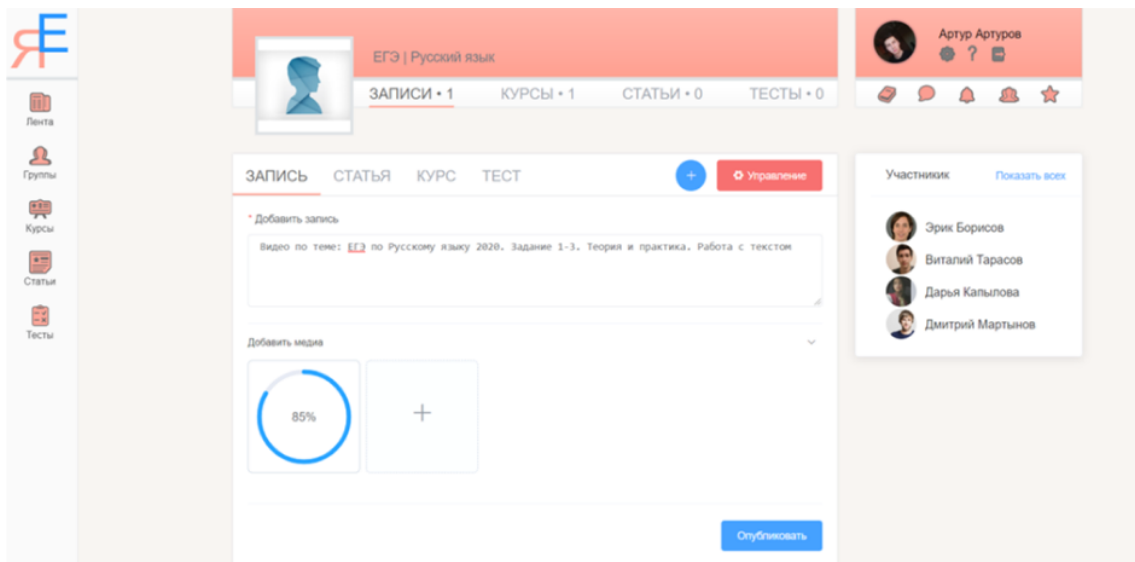 ЯЕ
Лента
Группы
Курсы
Статьи
Тесты
ЕГЭ | Русский язык
ЗАПИСИ • 1 КУРСЫ • 1 СТАТЬИ • 0 ТЕСТЫ • 0
Артур Артуров
?
ЗАПИСЬ СТАТЬЯ КУРС ТЕСТ + Управление
* Добавить запись
Видео по теме: ЕГЭ по Русскому языку 2020. Задание 1-3. Теория и практика. Работа с текстом
Добавить медиа
85% +
Опубликовать
Участникик Показать всех
Эрик Борисов
Виталий Тарасов
Дарья Капылова
Дмитрий Мартынов